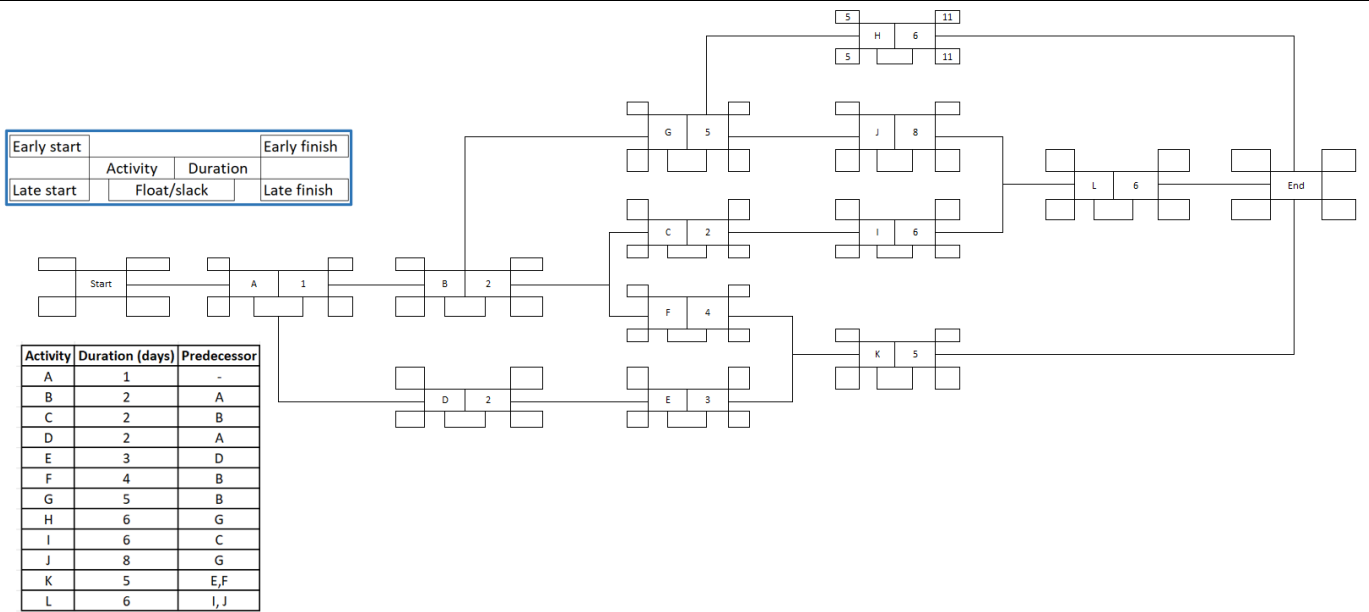 5 11
H 6
5 11
G 5
J 8
Early start Early finish
Activity Duration
Late start Float/slack Late finish
L 6
End
C 2
I 6
Start
A 1
B 2
F 4
K 5
D 2
E 3
Activity Duration (days) Predecessor
A 1 -
B 2 A
C 2 B
D 2 A
E 3 D
F 4 B
G 5 B
H 6 G
I 6 C
J 8 G
K 5 E,F
L 6 I, J